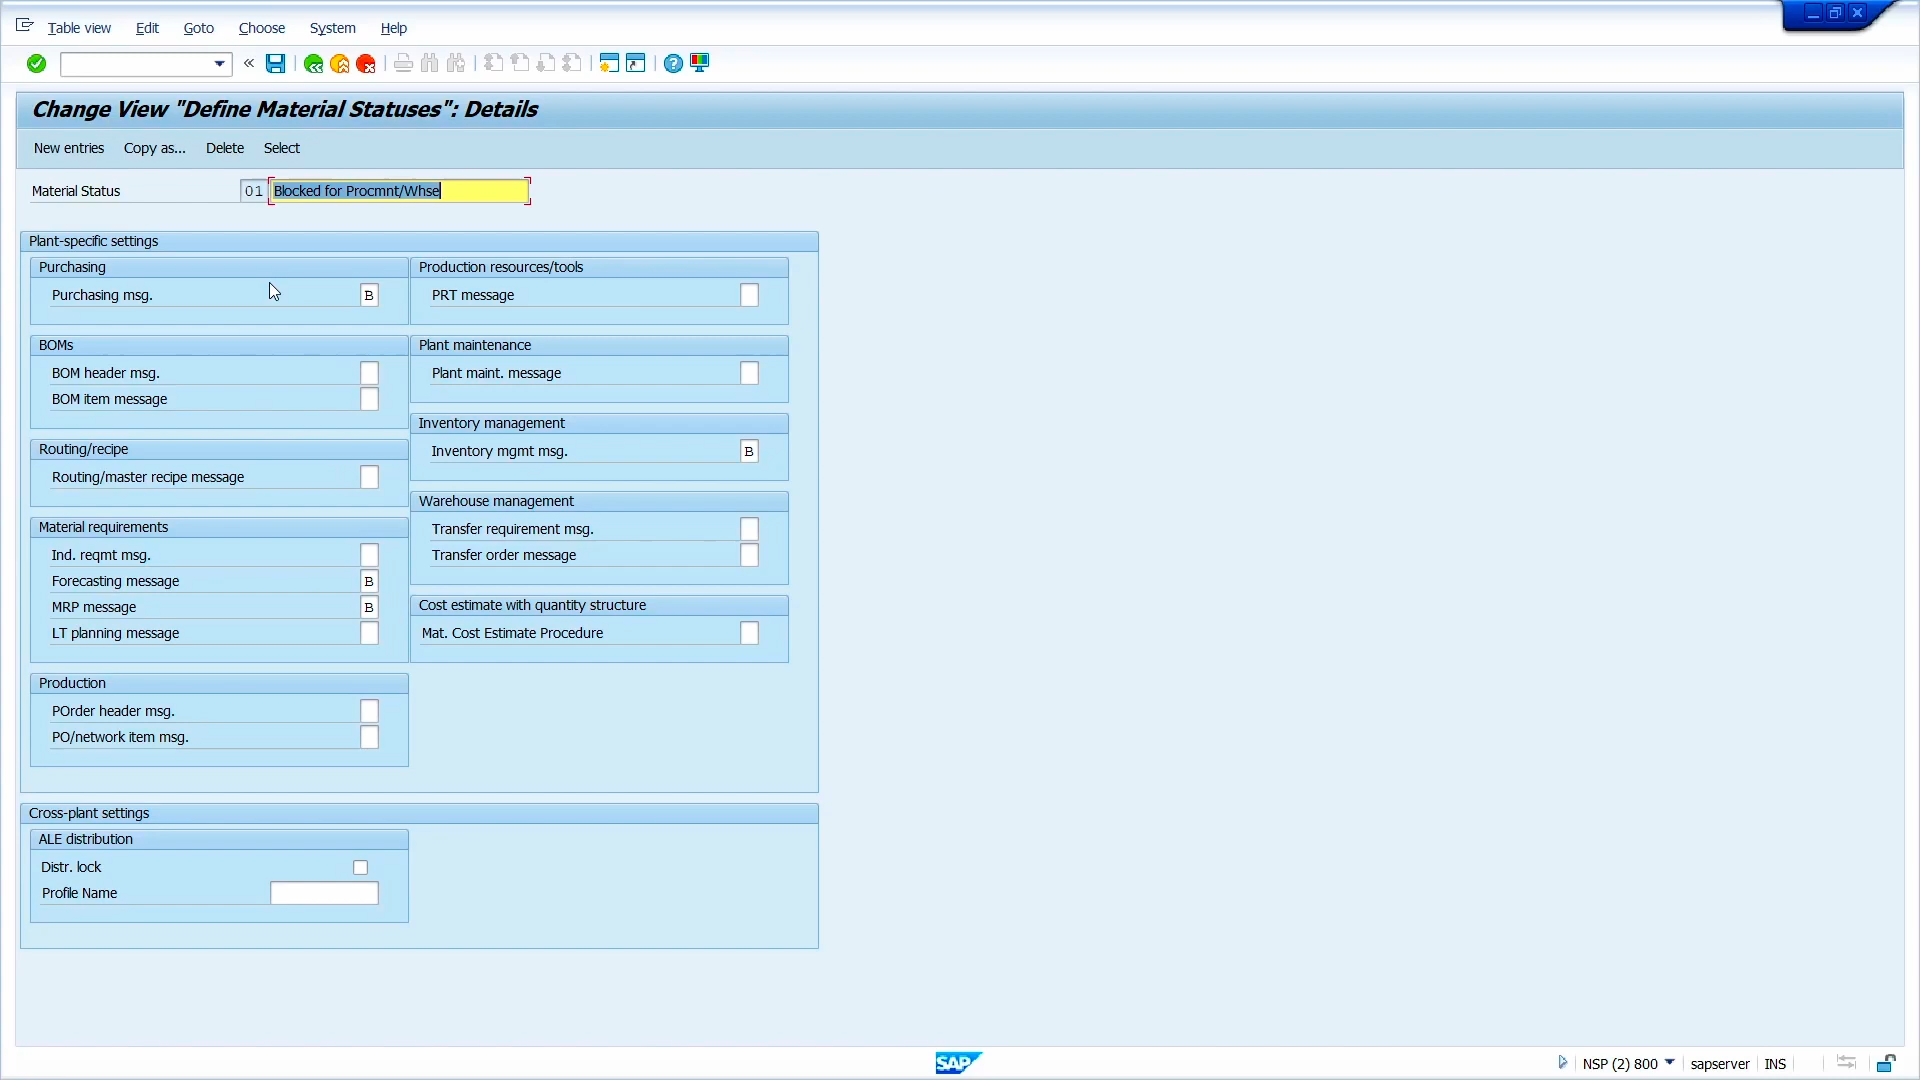 Table view Edit Goto Choose System Help
Change View "Define Material Statuses": Details
New entries Copy as... Delete Select
Material Status 01 Blocked for Procmnt/Whse
Plant-specific settings
Purchasing
Purchasing msg. B
Production resources/tools
PRT message
BOMs
BOM header msg.
BOM item message
Plant maintenance
Plant maint. message
Routing/recipe
Routing/master recipe message
Inventory management
Inventory mgmt msg. B
Material requirements
Ind. reqmt msg.
Forecasting message B
MRP message B
LT planning message
Warehouse management
Transfer requirement msg.
Transfer order message
Cost estimate with quantity structure
Mat. Cost Estimate Procedure
Production
POrder header msg.
PO/network item msg.
Cross-plant settings
ALE distribution
Distr. lock
Profile Name
SAP
NSP (2) 800 sapserver INS